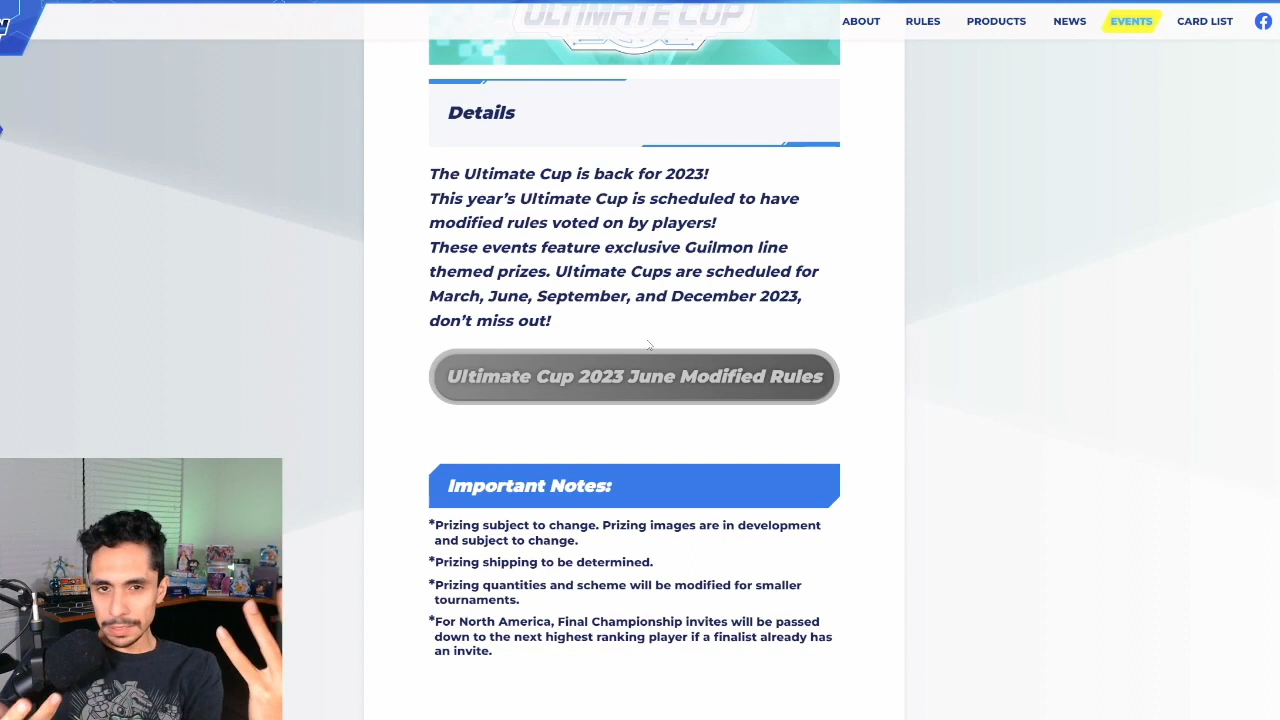 ULTIMATE CUP
ABOUT RULES PRODUCTS NEWS EVENTS CARD LIST
Details
The Ultimate Cup is back for 2023!
This year’s Ultimate Cup is scheduled to have
modified rules voted on by players!
These events feature exclusive Guilmon line
themed prizes. Ultimate Cups are scheduled for
March, June, September, and December 2023,
don’t miss out!
Ultimate Cup 2023 June Modified Rules
Important Notes:
*Prizing subject to change. Prizing images are in development
and subject to change.
*Prizing shipping to be determined.
*Prizing quantities and scheme will be modified for smaller
tournaments.
*For North America, Final Championship invites will be passed
down to the next highest ranking player if a finalist already has
an invite.